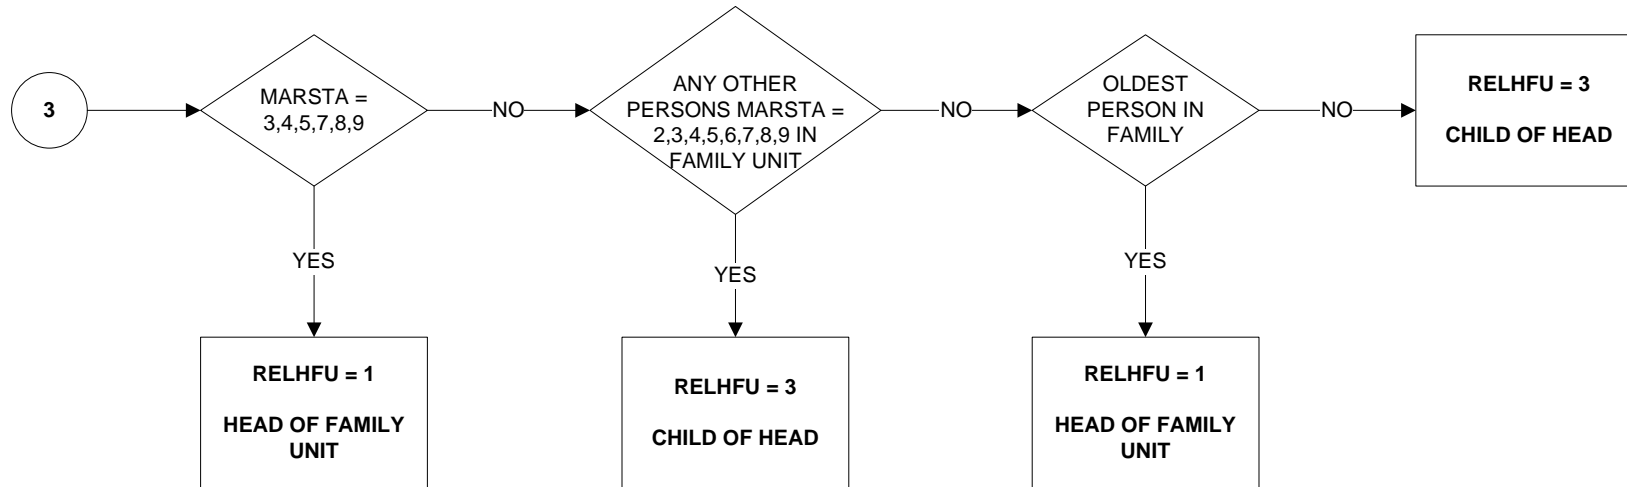 3
MARSTA =
3,4,5,7,8,9
NO
ANY OTHER
PERSONS MARSTA =
2,3,4,5,6,7,8,9 IN
FAMILY UNIT
NO
OLDEST
PERSON IN
FAMILY
NO
RELHFU = 3
CHILD OF HEAD
YES
YES
YES
RELHFU = 1
HEAD OF FAMILY
UNIT
RELHFU = 3
CHILD OF HEAD
RELHFU = 1
HEAD OF FAMILY
UNIT